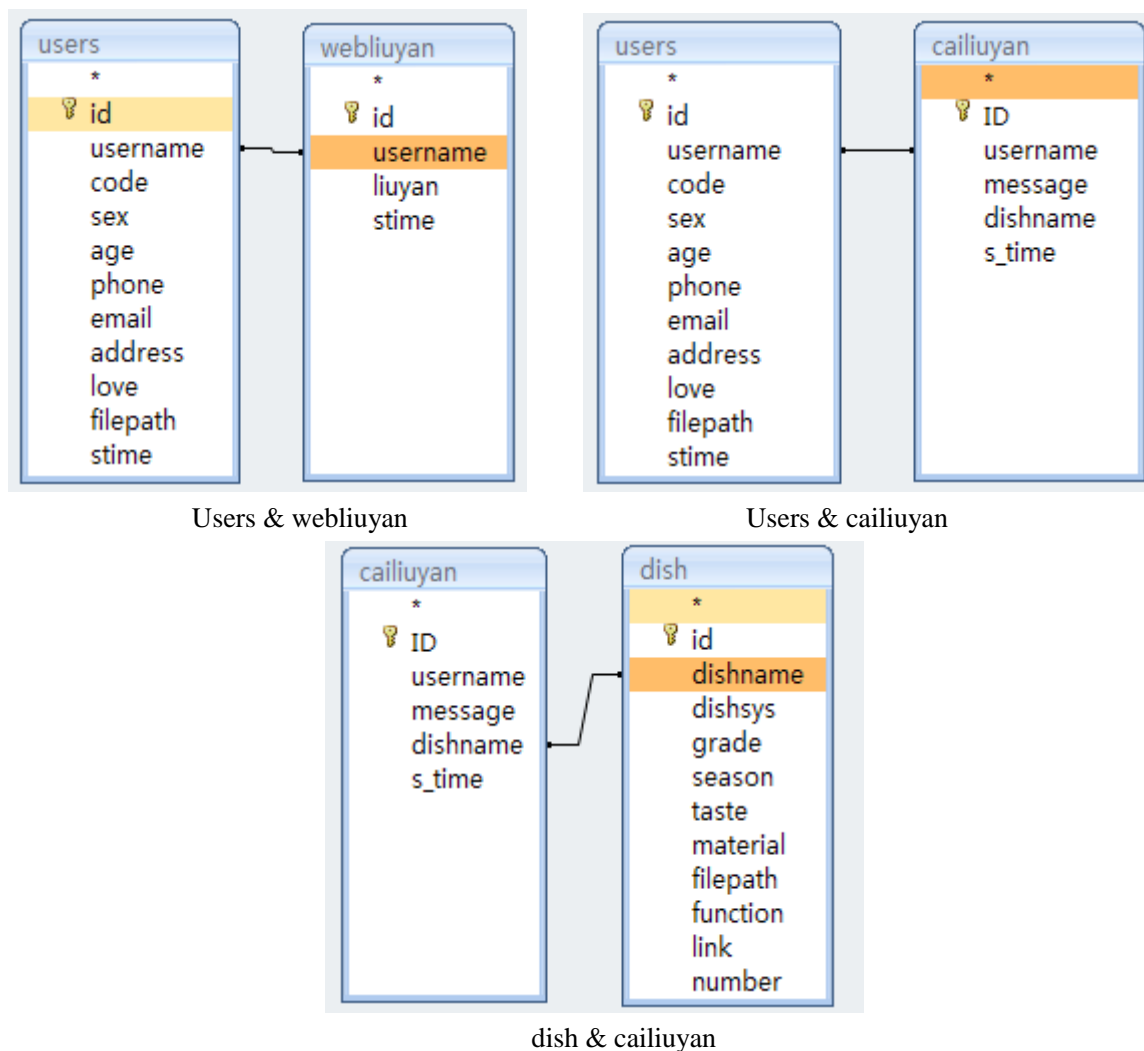 users
*
id
username
code
sex
age
phone
email
address
love
filepath
stime
webliuyan
*
id
username
liuyan
stime
Users & webliuyan
users
*
id
username
code
sex
age
phone
email
address
love
filepath
stime
cailiuyan
*
ID
username
message
dishname
s_time
Users & cailiuyan
cailiuyan
*
ID
username
message
dishname
s_time
dish
*
id
dishname
dishsys
grade
season
taste
material
filepath
function
link
number
dish & cailiuyan